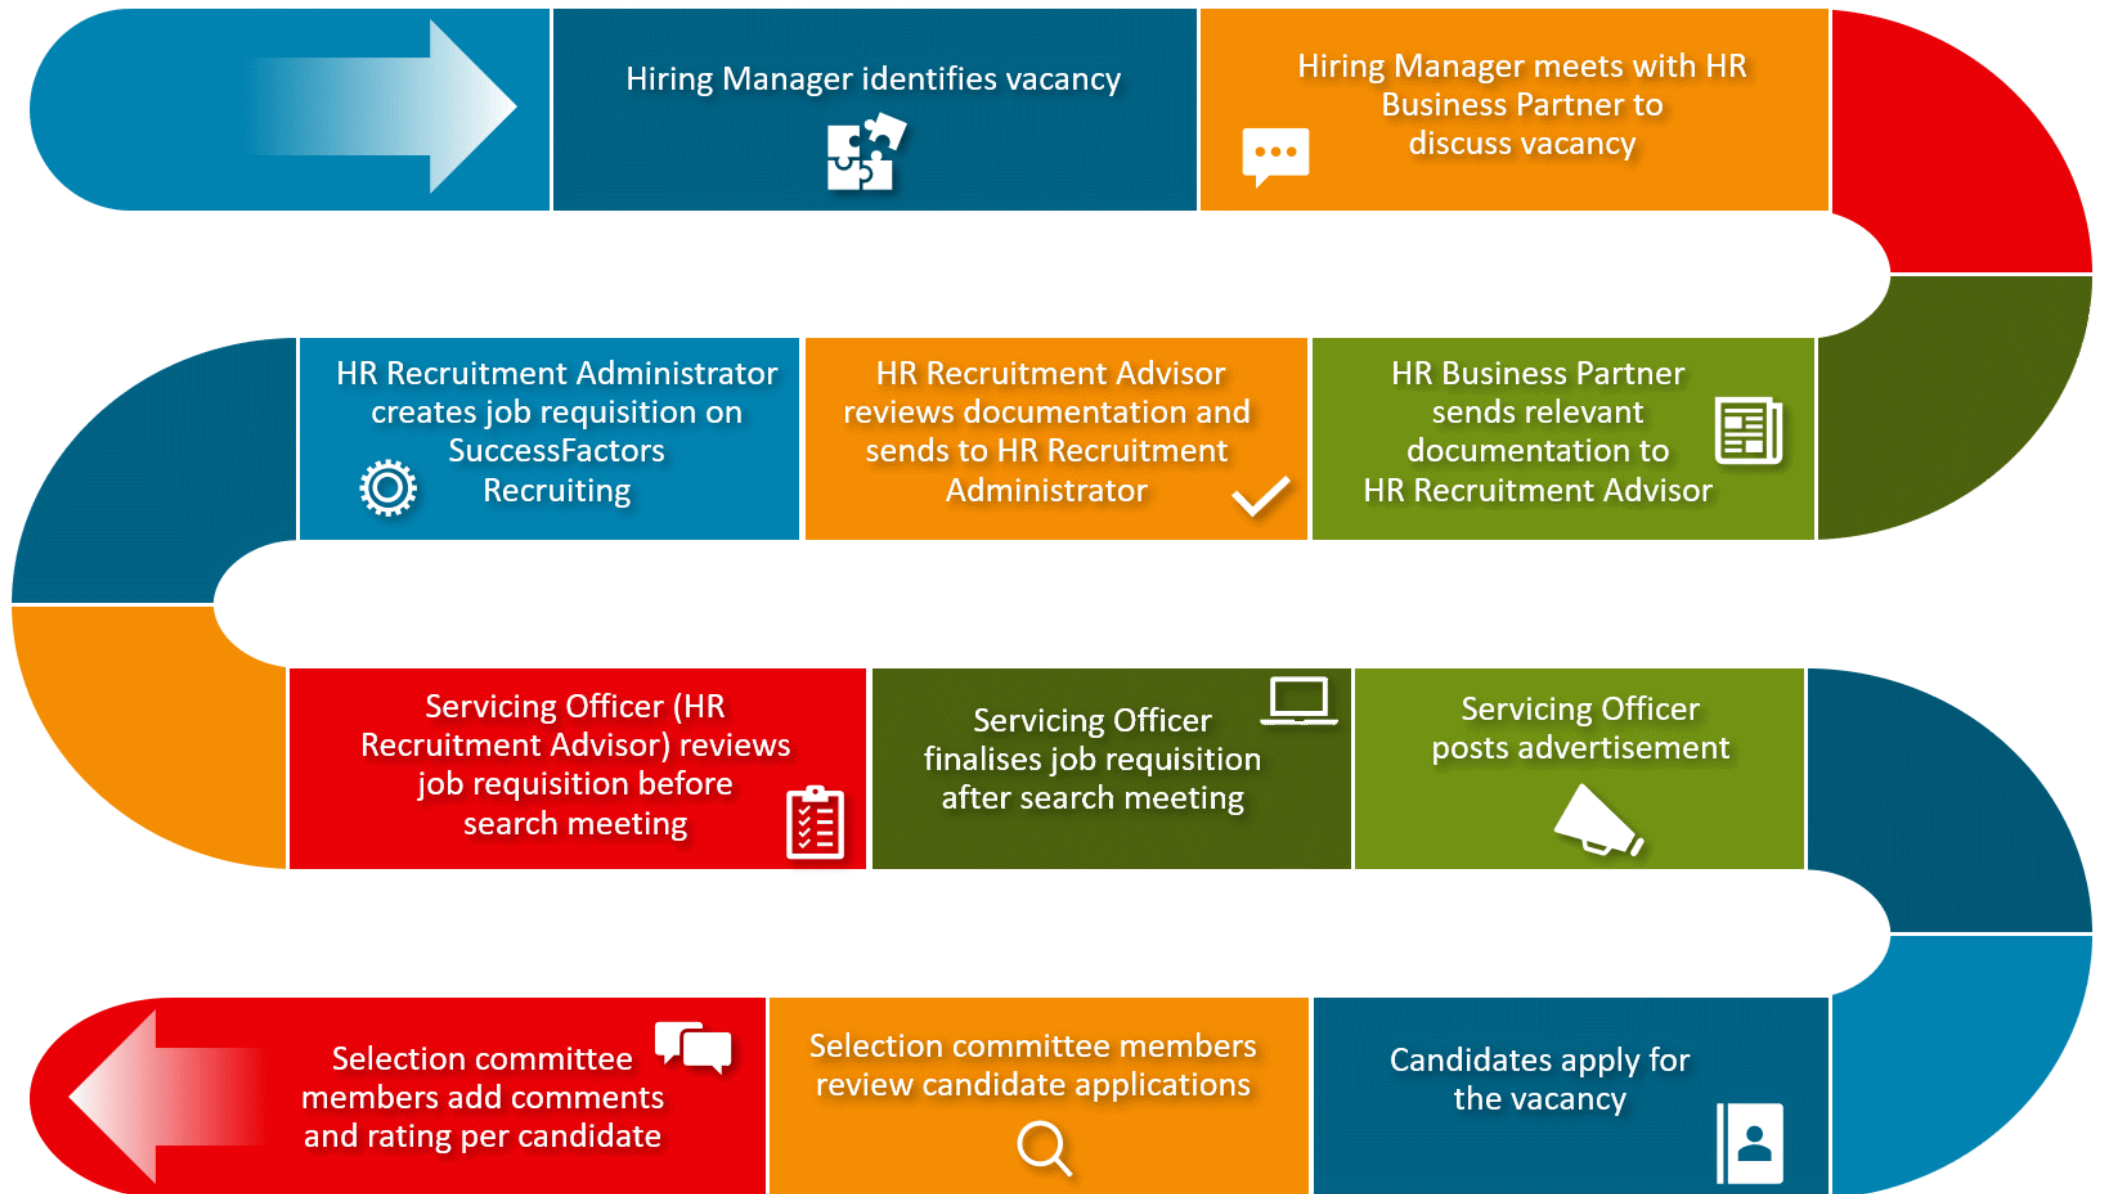 Hiring Manager identifies vacancy
Hiring Manager meets with HR
Business Partner to
discuss vacancy
HR Business Partner
sends relevant
documentation to
HR Recruitment Advisor
HR Recruitment Advisor
reviews documentation and
sends to HR Recruitment
Administrator
HR Recruitment Administrator
creates job requisition on
SuccessFactors
Recruiting
Servicing Officer (HR
Recruitment Advisor) reviews
job requisition before
search meeting
Servicing Officer
finalises job requisition
after search meeting
Servicing Officer
posts advertisement
Candidates apply for
the vacancy
Selection committee members
review candidate applications
Selection committee
members add comments
and rating per candidate